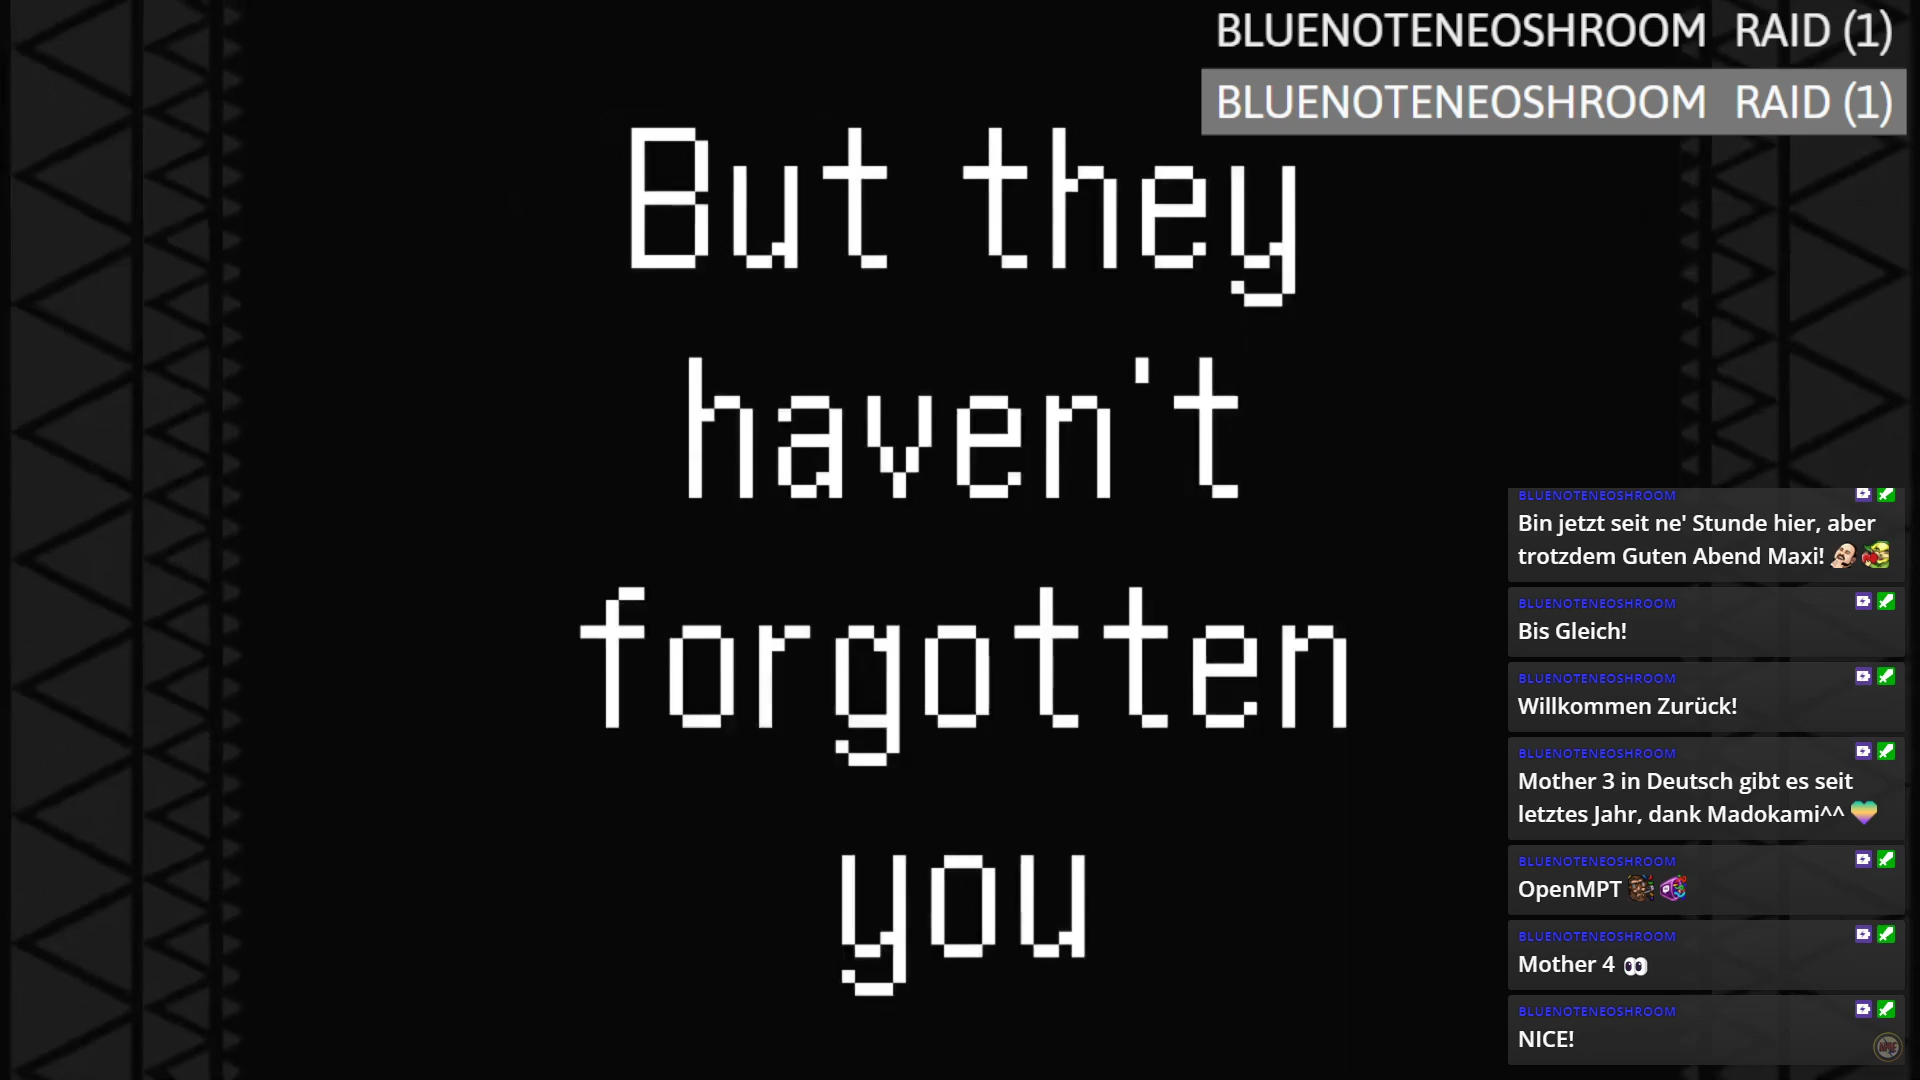 BLUENOTENEOSHROOM RAID (1)
BLUENOTENEOSHROOM RAID (1)
But they
haven't
forgotten
you
BLUENOTENEOSHROOM
Bin jetzt seit ne' Stunde hier, aber
trotzdem Guten Abend Maxi!
BLUENOTENEOSHROOM
Bis Gleich!
BLUENOTENEOSHROOM
Willkommen Zurück!
BLUENOTENEOSHROOM
Mother 3 in Deutsch gibt es seit
letztes Jahr, dank Madokami^^
BLUENOTENEOSHROOM
OpenMPT
BLUENOTENEOSHROOM
Mother 4
BLUENOTENEOSHROOM
NICE!